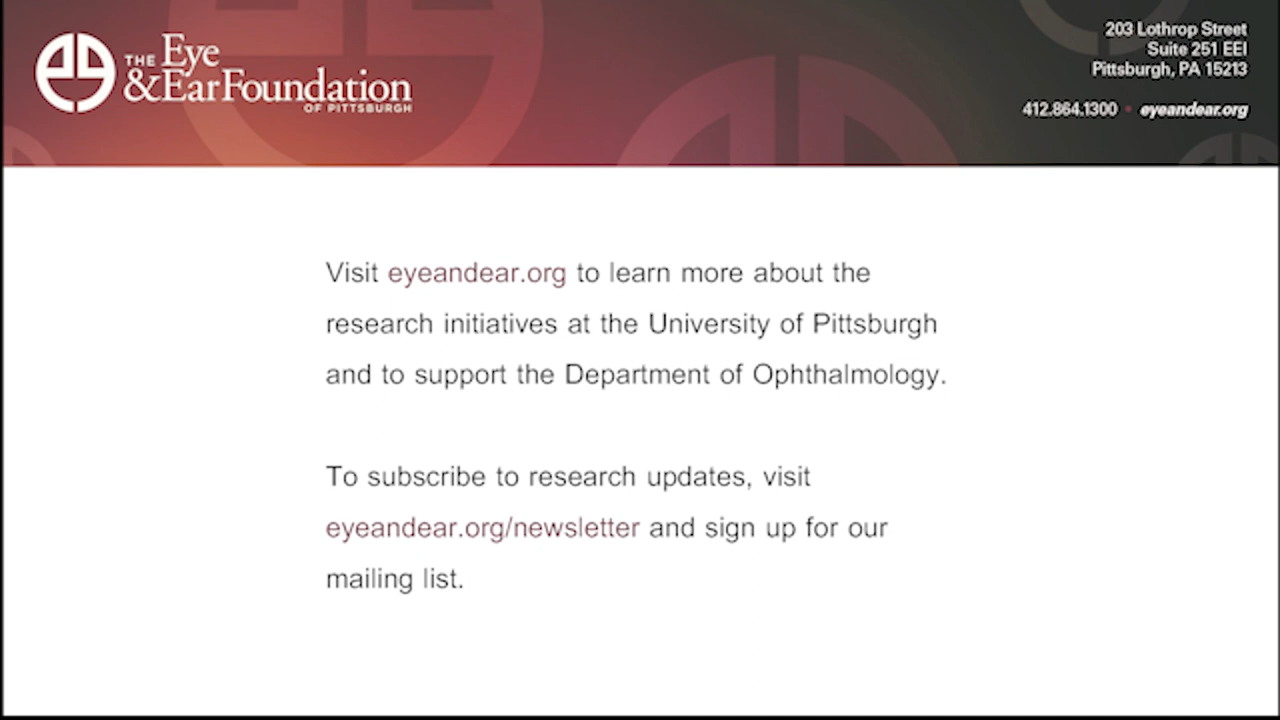 THE Eye
&Ear Foundation
OF PITTSBURGH
203 Lothrop Street
Suite 251 EEI
Pittsburgh, PA 15213
412.864.1300 • eyeandear.org
Visit eyeandear.org to learn more about the
research initiatives at the University of Pittsburgh
and to support the Department of Ophthalmology.
To subscribe to research updates, visit
eyeandear.org/newsletter and sign up for our
mailing list.